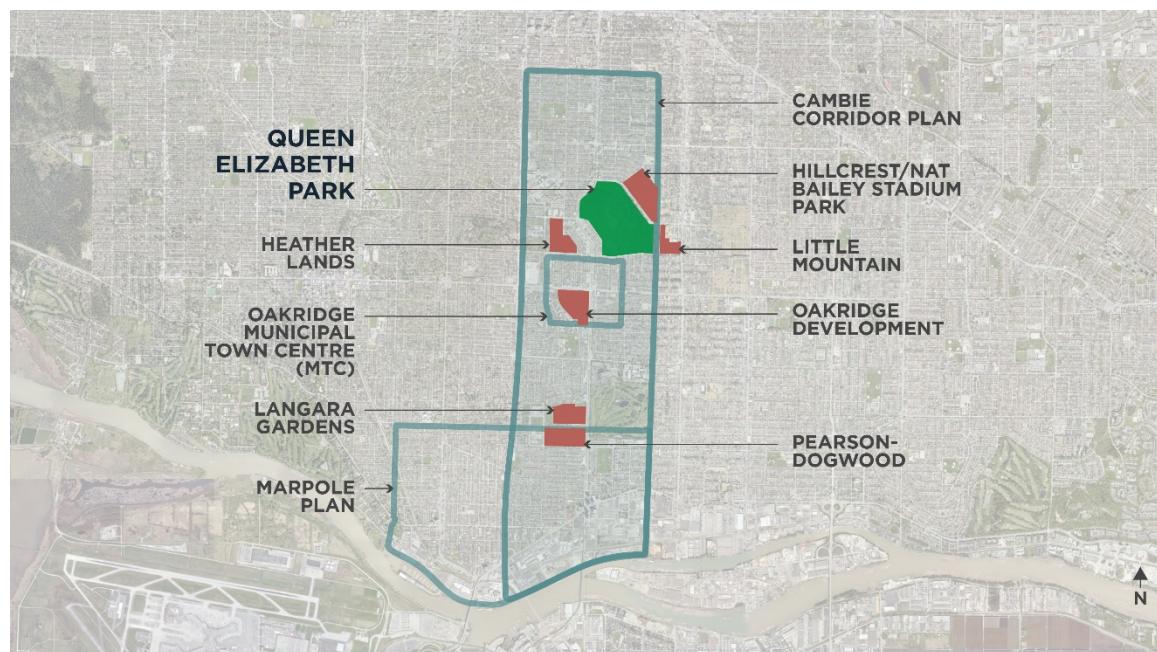 QUEEN
ELIZABETH
PARK
HEATHER
LANDS
OAKRIDGE
MUNICIPAL
TOWN CENTRE
(MTC)
LANGARA
GARDENS
MARPOLE
PLAN
CAMBIE
CORRIDOR PLAN
HILLCREST/NAT
BAILEY STADIUM
PARK
LITTLE
MOUNTAIN
OAKRIDGE
DEVELOPMENT
PEARSON-
DOGWOOD
N